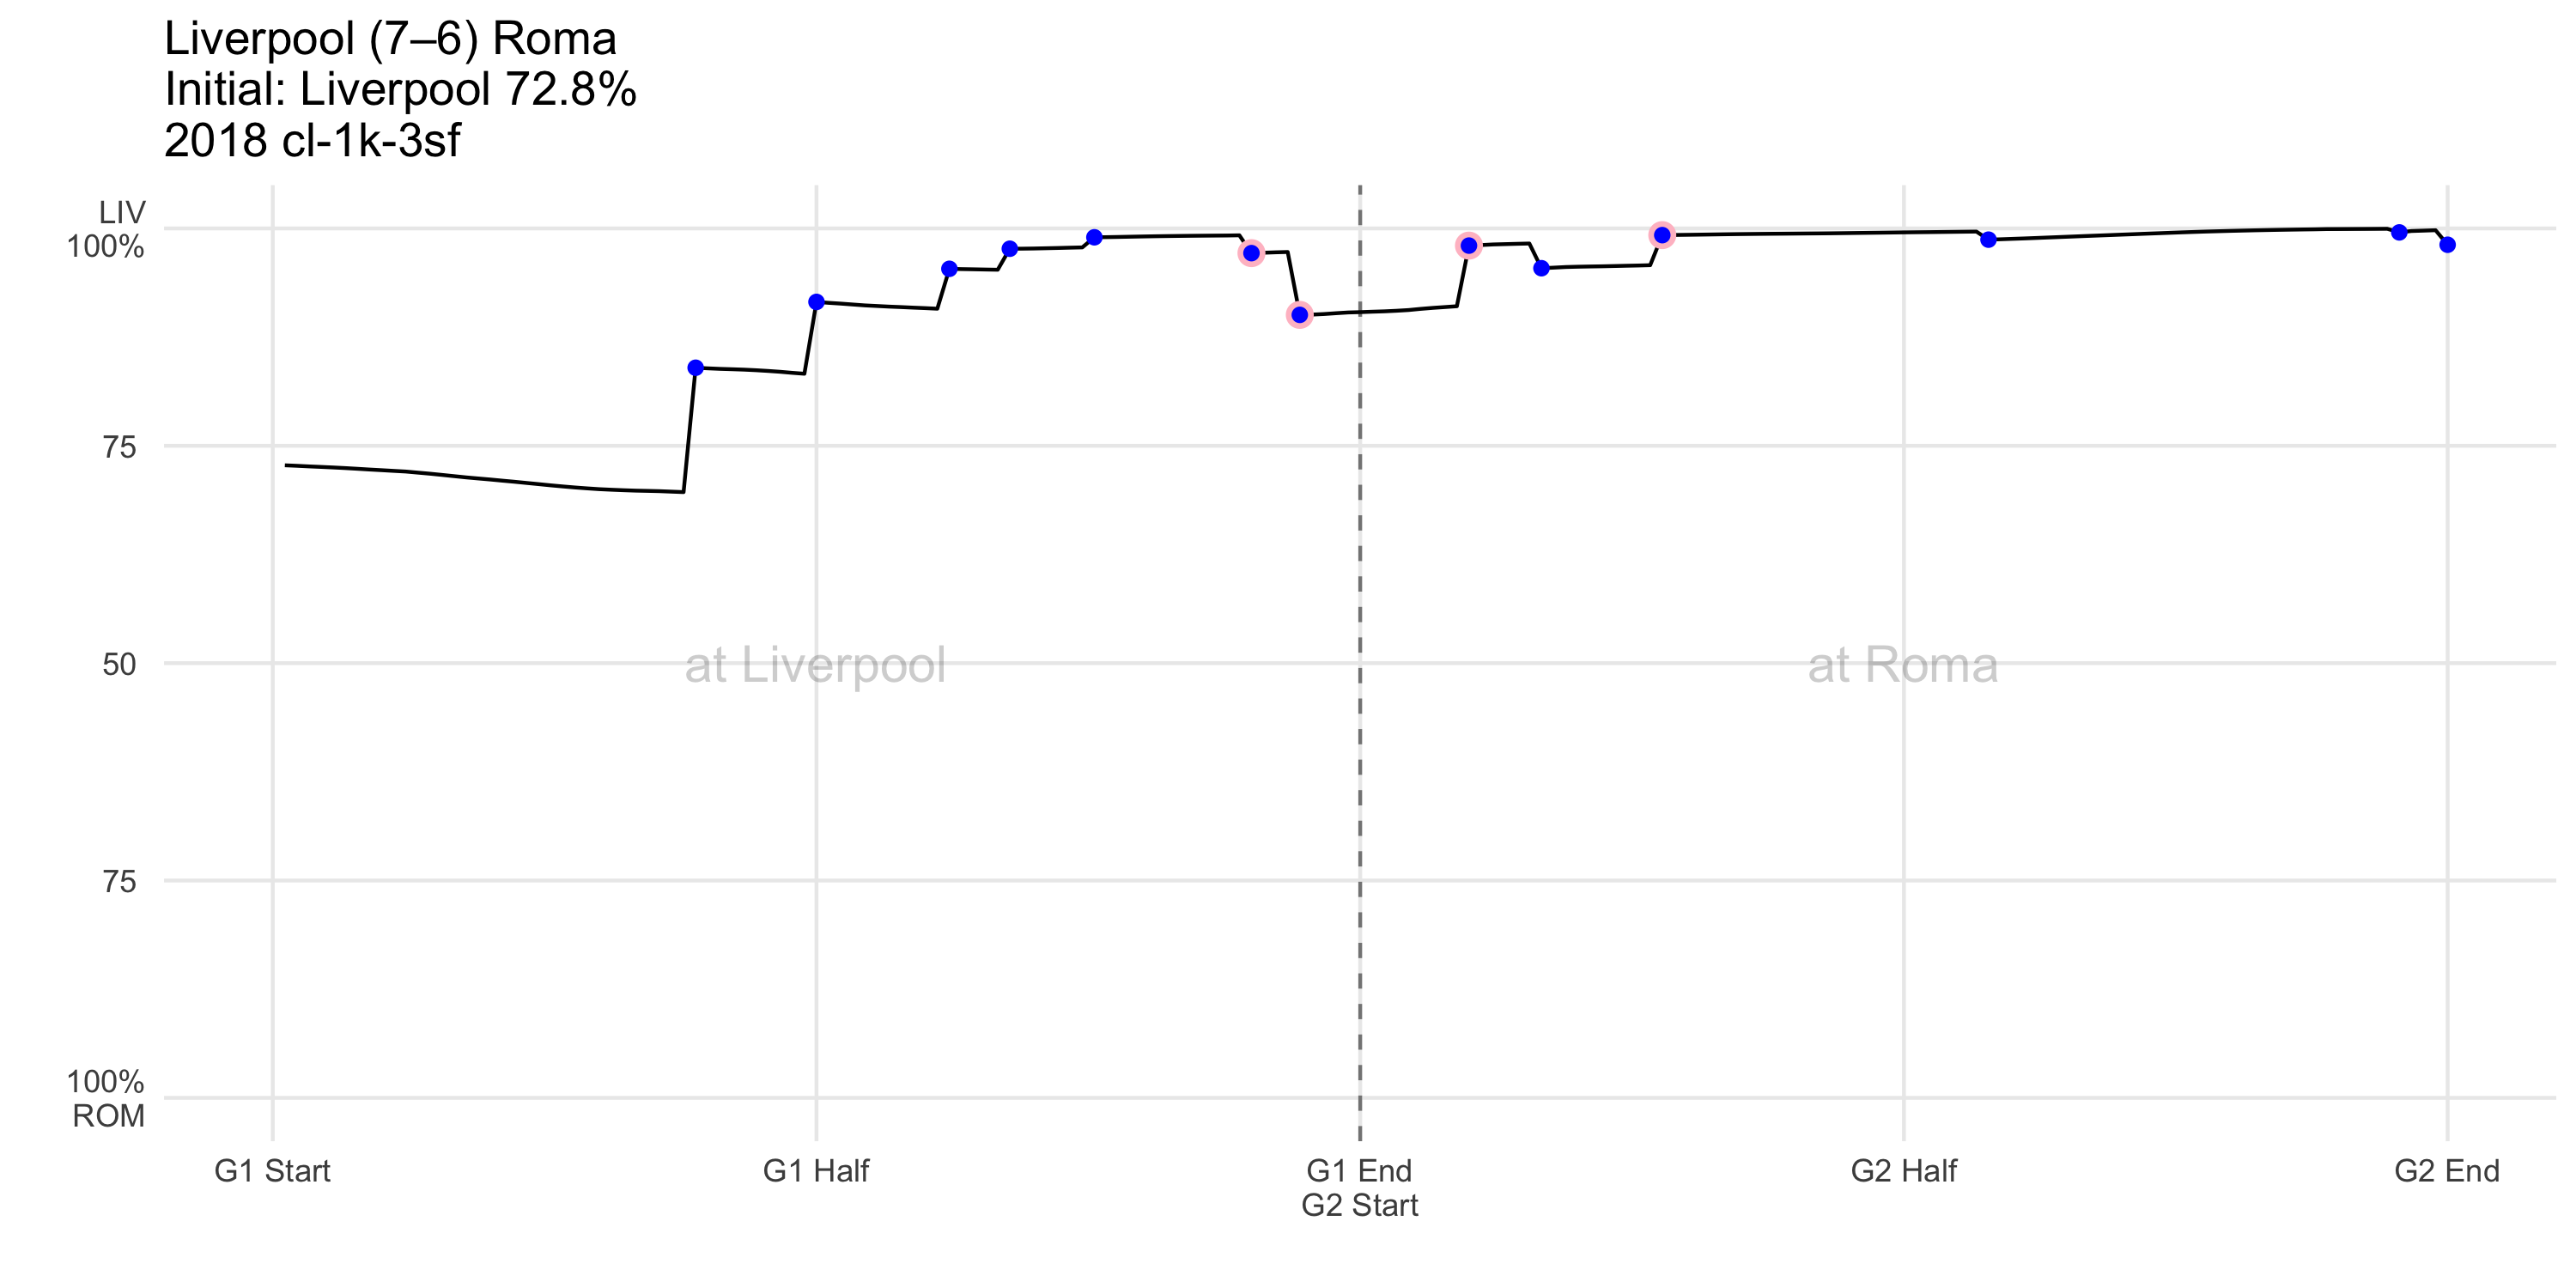 Liverpool (7–6) Roma
Initial: Liverpool 72.8%
2018 cl-1k-3sf
LIV
100%
75
50
75
100%
ROM
at Liverpool
at Roma
G1 Start
G1 Half
G1 End
G2 Start
G2 Half
G2 End